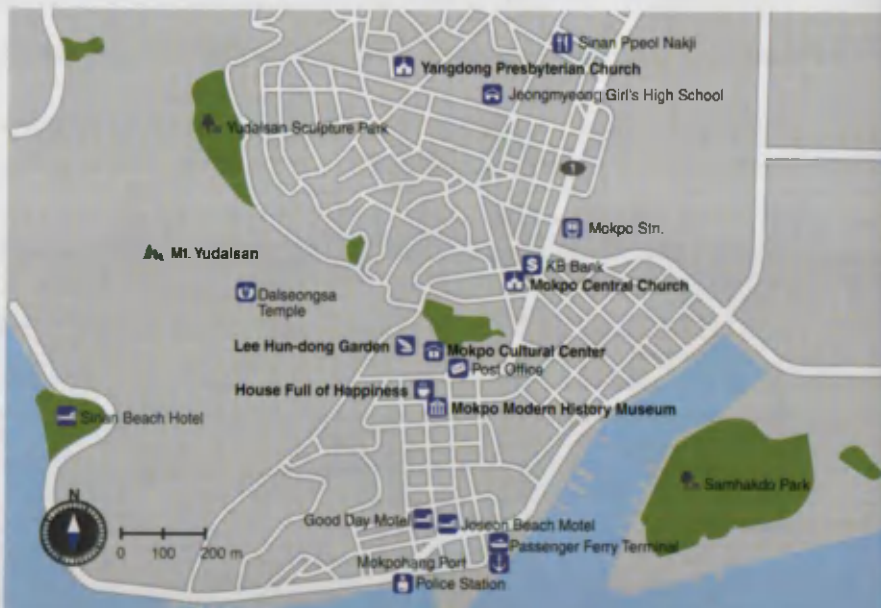 Sinan Ppeol Nakji
Yangdong Presbyterian Church
Jeongmyeong Girl's High School
Yudalsan Sculpture Park
1
Mokpo Stn.
Mt. Yudalsan
S
KB Bank
Mokpo Central Church
Dalseongsa
Temple
Lee Hun-dong Garden
Mokpo Cultural Center
Post Office
House Full of Happiness
Mokpo Modern History Museum
Sinan Beach Hotel
Samhakdo Park
N
Good Day Motel
Joseon Beach Motel
0 100 200 m
Passenger Ferry Terminal
Mokpohang Port
Police Station